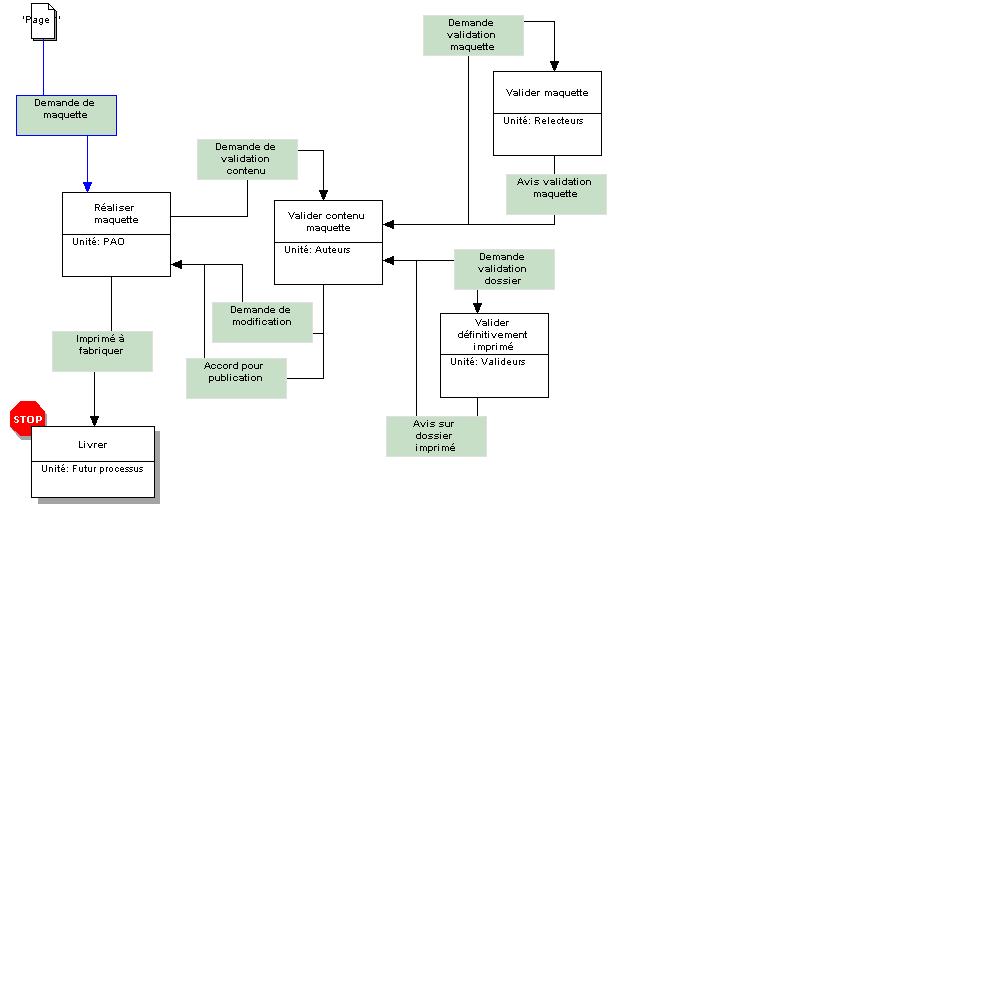 "Page 1"
Demande de
maquette
Réaliser
maquette
Unité: PAO
Imprimé à
fabriquer
STOP
Livrer
Unité: Futur processus
Demande de
validation
contenu
Valider contenu
maquette
Unité: Auteurs
Demande de
modification
Accord pour
publication
Demande
validation
maquette
Valider maquette
Unité: Relecteurs
Avis validation
maquette
Demande
validation
dossier
Valider
définitivement
imprimé
Unité: Valideurs
Avis sur
dossier
imprimé